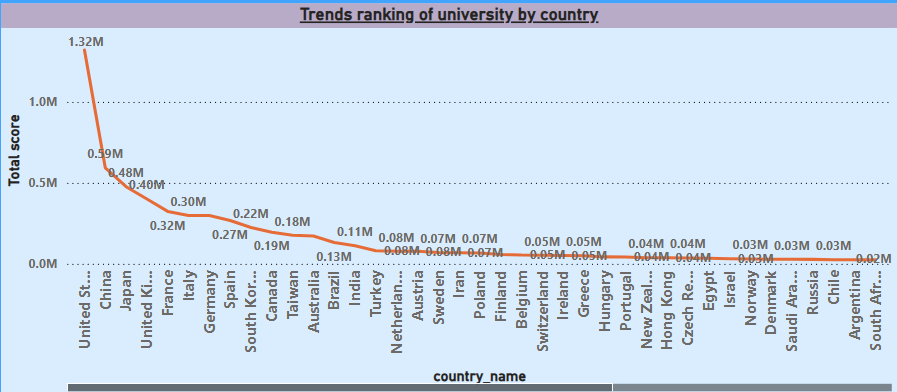 Trends ranking of university by country
Total score
1.0M
0.5M
0.0M
1.32M
0.59M
0.48M
0.40M
0.32M
0.30M
0.27M
0.22M
0.19M
0.18M
0.13M
0.11M
0.08M
0.08M
0.07M
0.08M
0.07M
0.07M
0.05M
0.05M
0.05M
0.05M
0.04M
0.04M
0.04M
0.04M
0.03M
0.03M
0.03M
0.03M
0.02M
United St...
China
Japan
United Ki...
France
Italy
Germany
Spain
South Kor...
Canada
Taiwan
Australia
Brazil
India
Turkey
Netherlan...
Austria
Sweden
Iran
Poland
Finland
Belgium
Switzerland
Ireland
Greece
Hungary
Portugal
New Zeal...
Hong Kong
Czech Re...
Egypt
Israel
Norway
Denmark
Saudi Ara...
Russia
Chile
Argentina
South Afr...
country_name